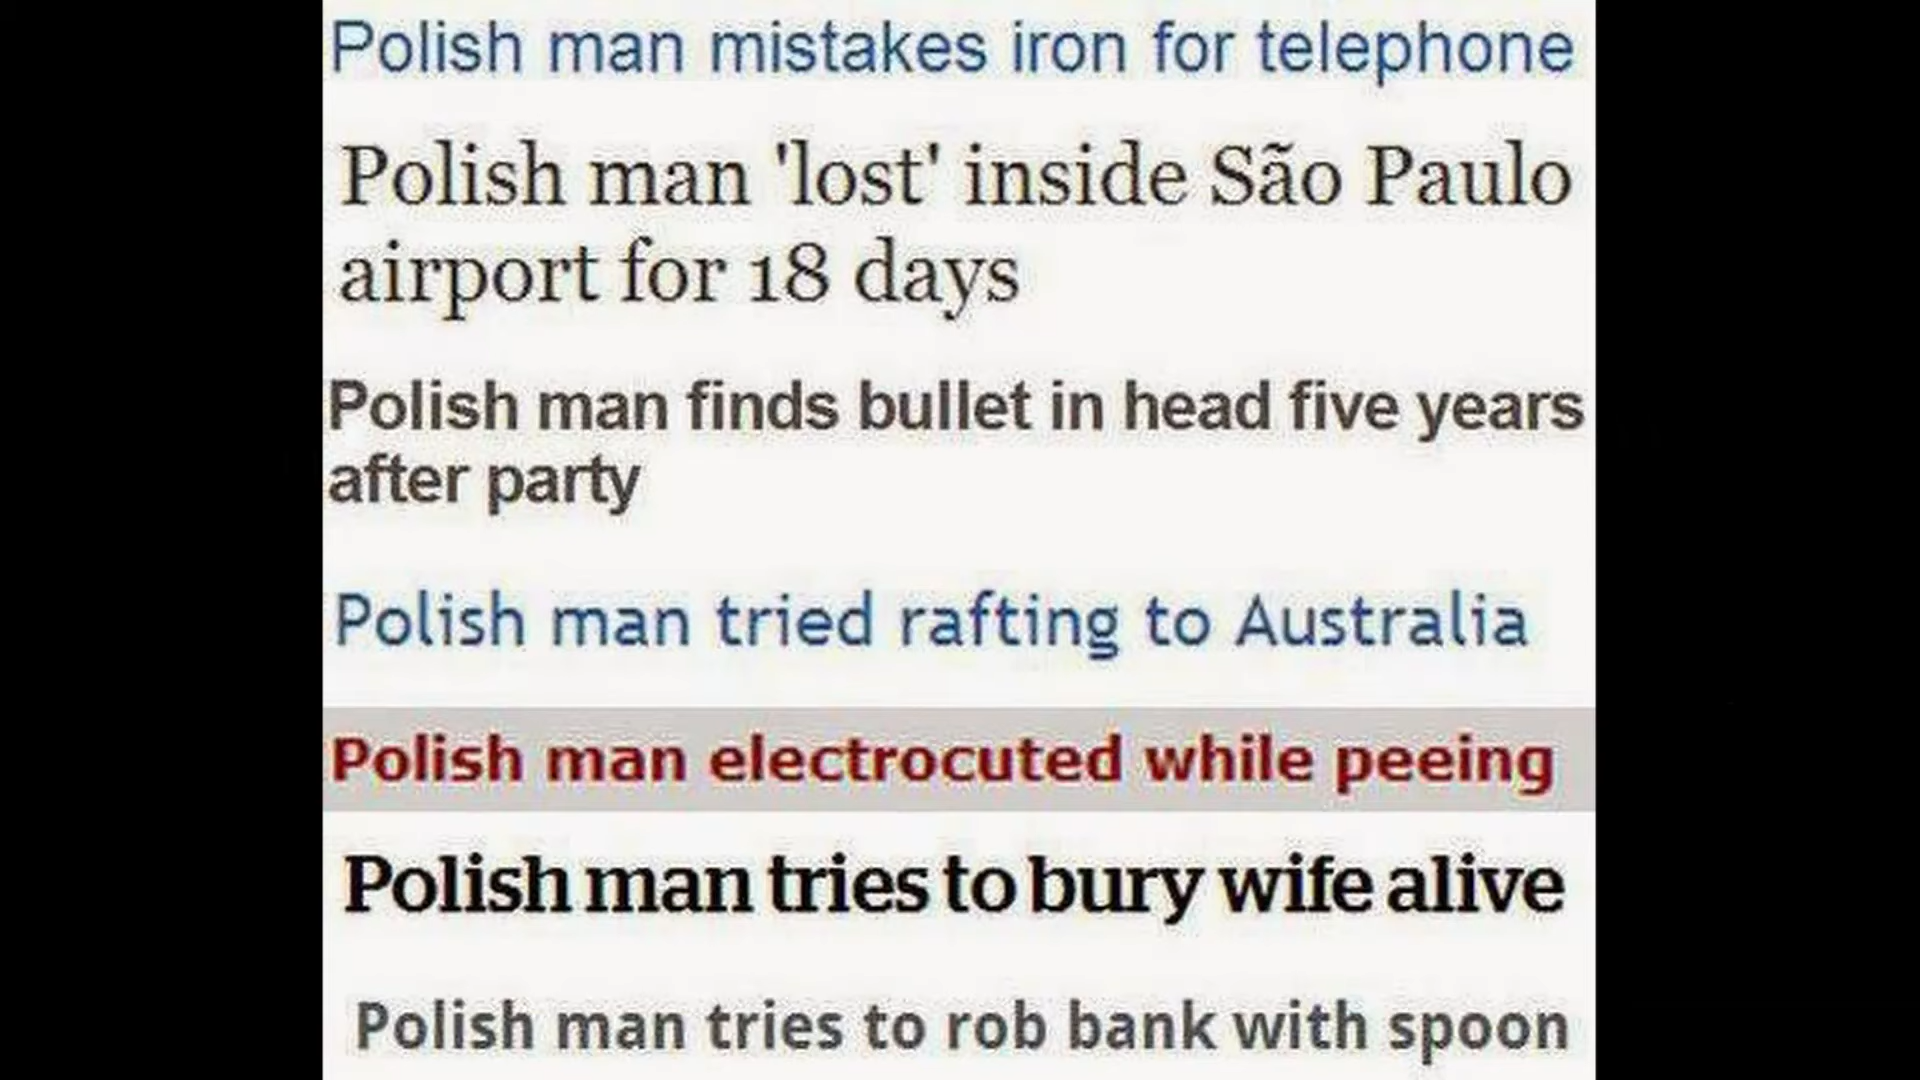 Polish man mistakes iron for telephone
Polish man 'lost' inside São Paulo
airport for 18 days
Polish man finds bullet in head five years
after party
Polish man tried rafting to Australia
Polish man electrocuted while peeing
Polish man tries to bury wife alive
Polish man tries to rob bank with spoon